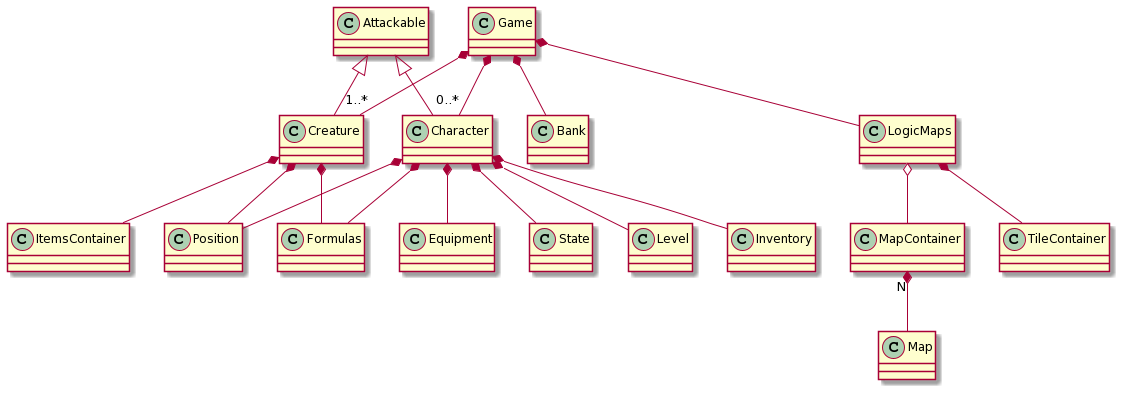 C Attackable
C Game
1..*
0..*
C Creature
C Character
C Bank
C LogicMaps
C ItemsContainer
C Position
C Formulas
C Equipment
C State
C Level
C Inventory
C MapContainer
C TileContainer
N
C Map